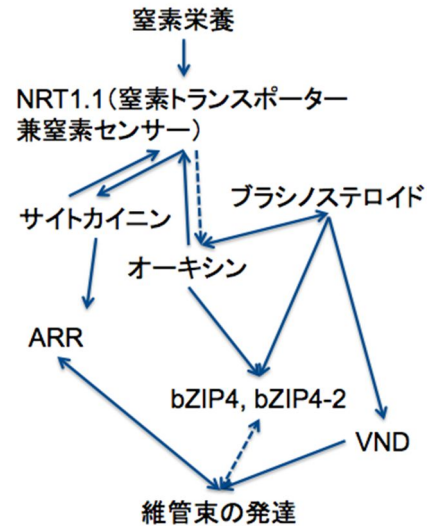 窒素栄養
NRT1.1（窒素トランスポーター
兼窒素センサー）
ブラシノステロイド
サイトカイニン
オーキシン
ARR
bZIP4, bZIP4-2
VND
維管束の発達